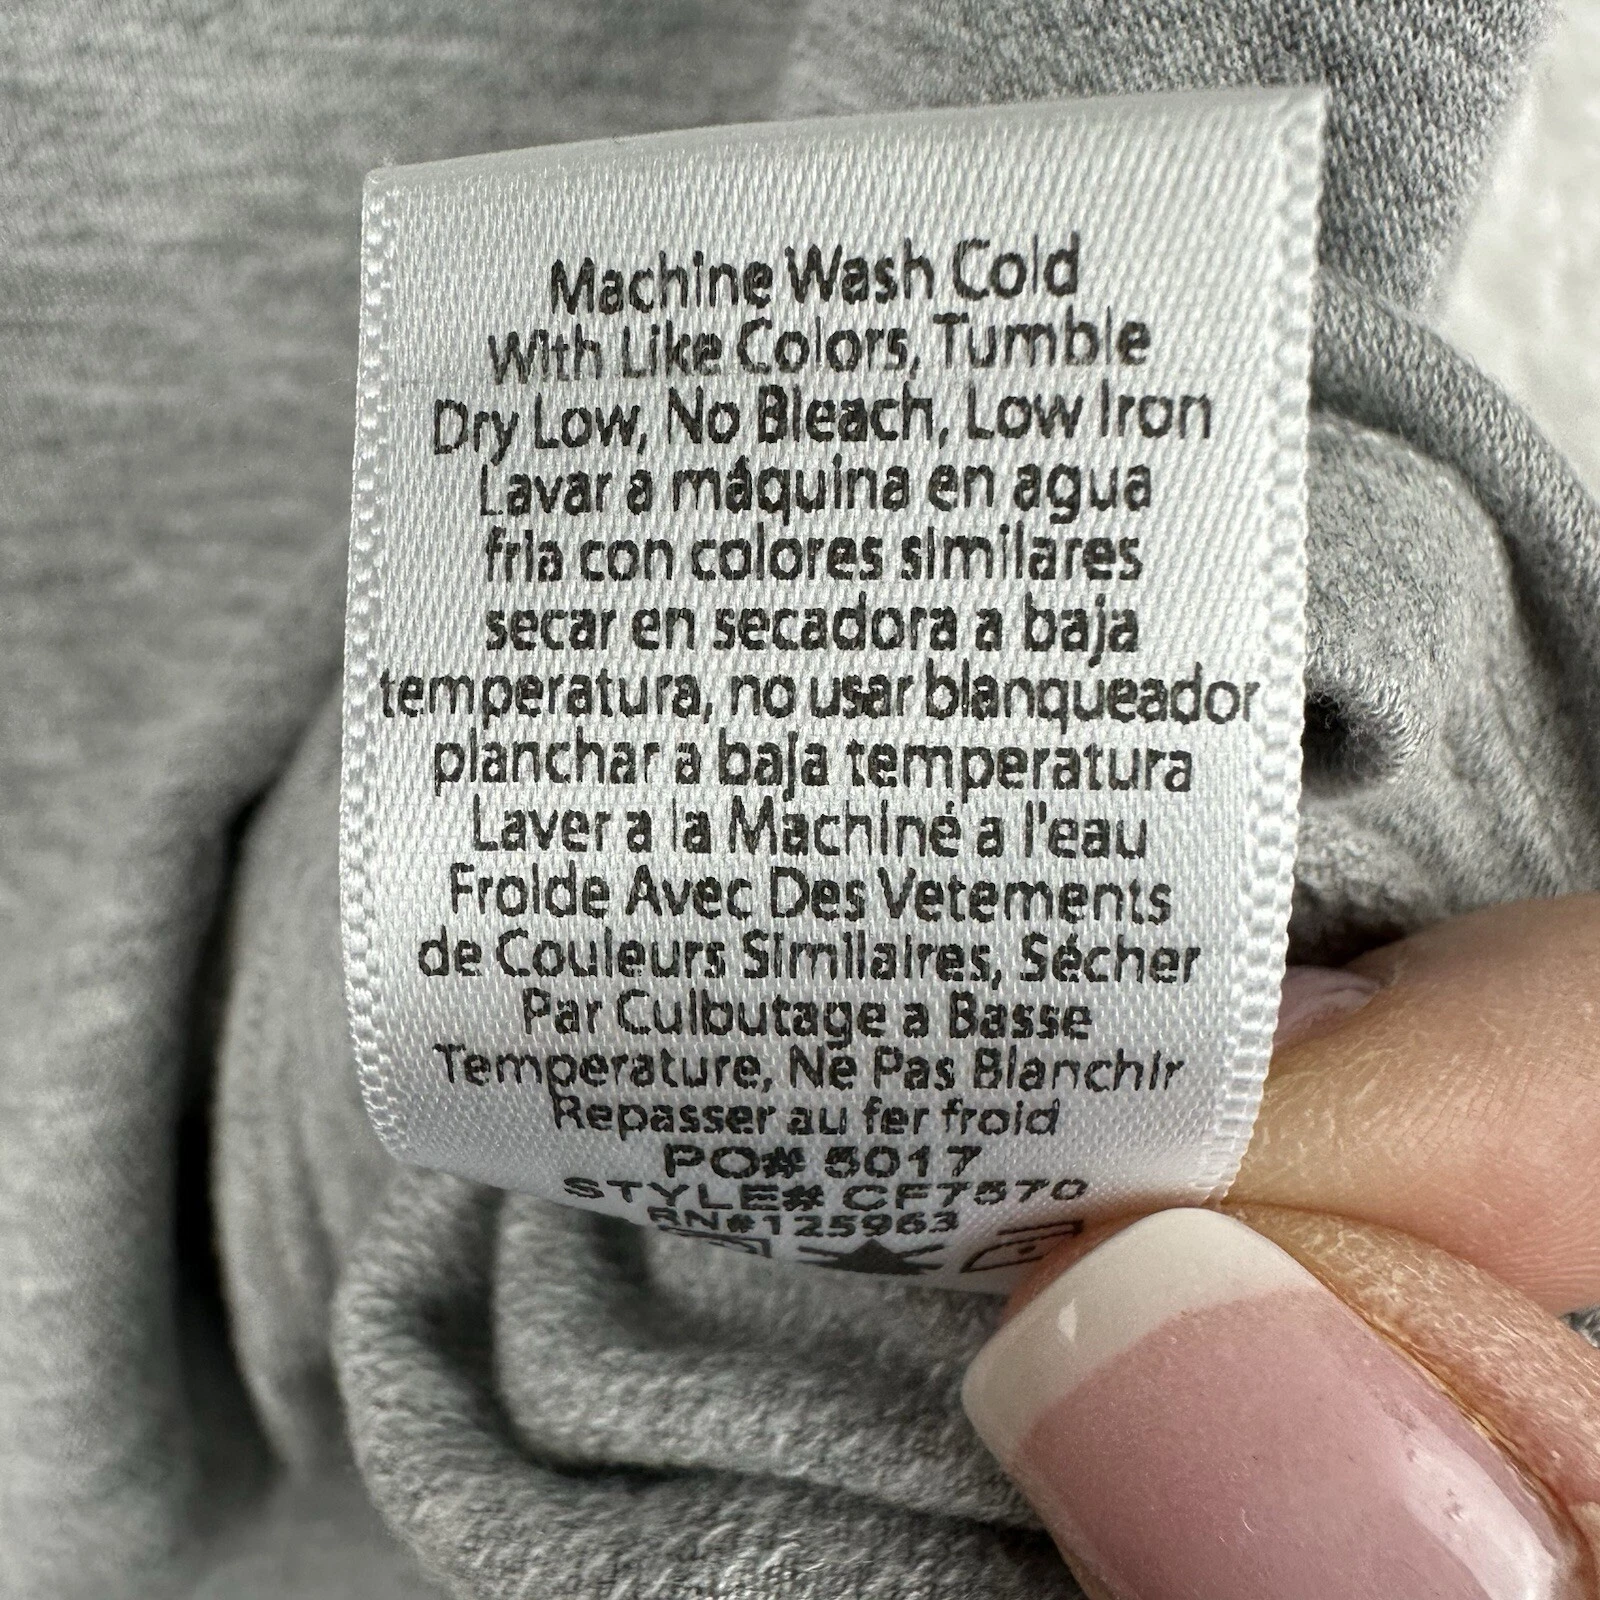 Machine Wash Cold
With Like Colors, Tumble
Dry Low, No Bleach, Low Iron
Lavar a máquina en agua
fria con colores similares
secar en secadora a baja
temperatura, no usar blanqueador
planchar a baja temperatura
Laver a la Machiné a l'eau
Froide Avec Des Vetements
de Couleurs Similaires, Sécher
Par Culbutage a Basse
Temperature, Ne Pas Blanchir
Repasser au fer froid
PO# 5017
STYLE# CF7570
RN#125963